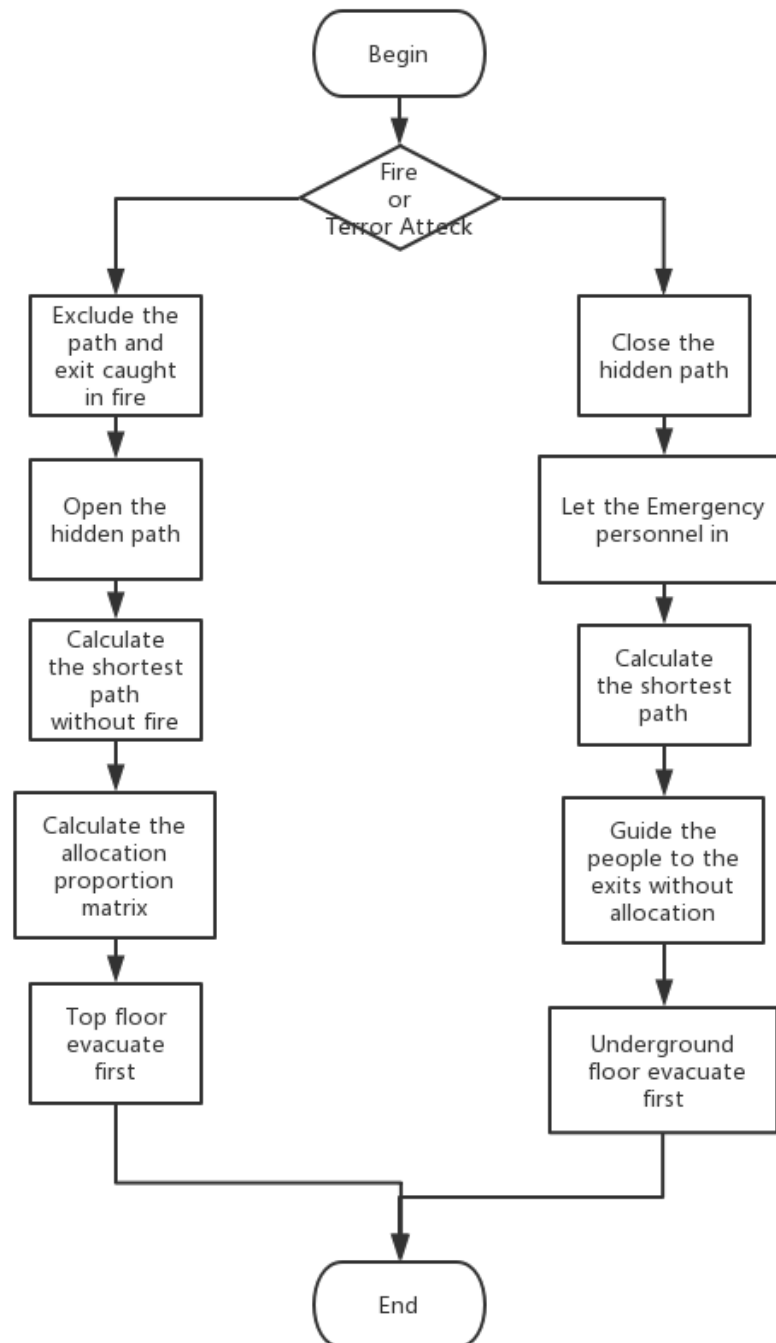 Begin
Fire
or
Terror Atteck
Exclude the
path and
exit caught
in fire
Open the
hidden path
Calculate
the shortest
path
without fire
Calculate the
allocation
proportion
matrix
Top floor
evacuate
first
Close the
hidden path
Let the Emergency
personnel in
Calculate
the shortest
path
Guide the
people to the
exits without
allocation
Underground
floor evacuate
first
End